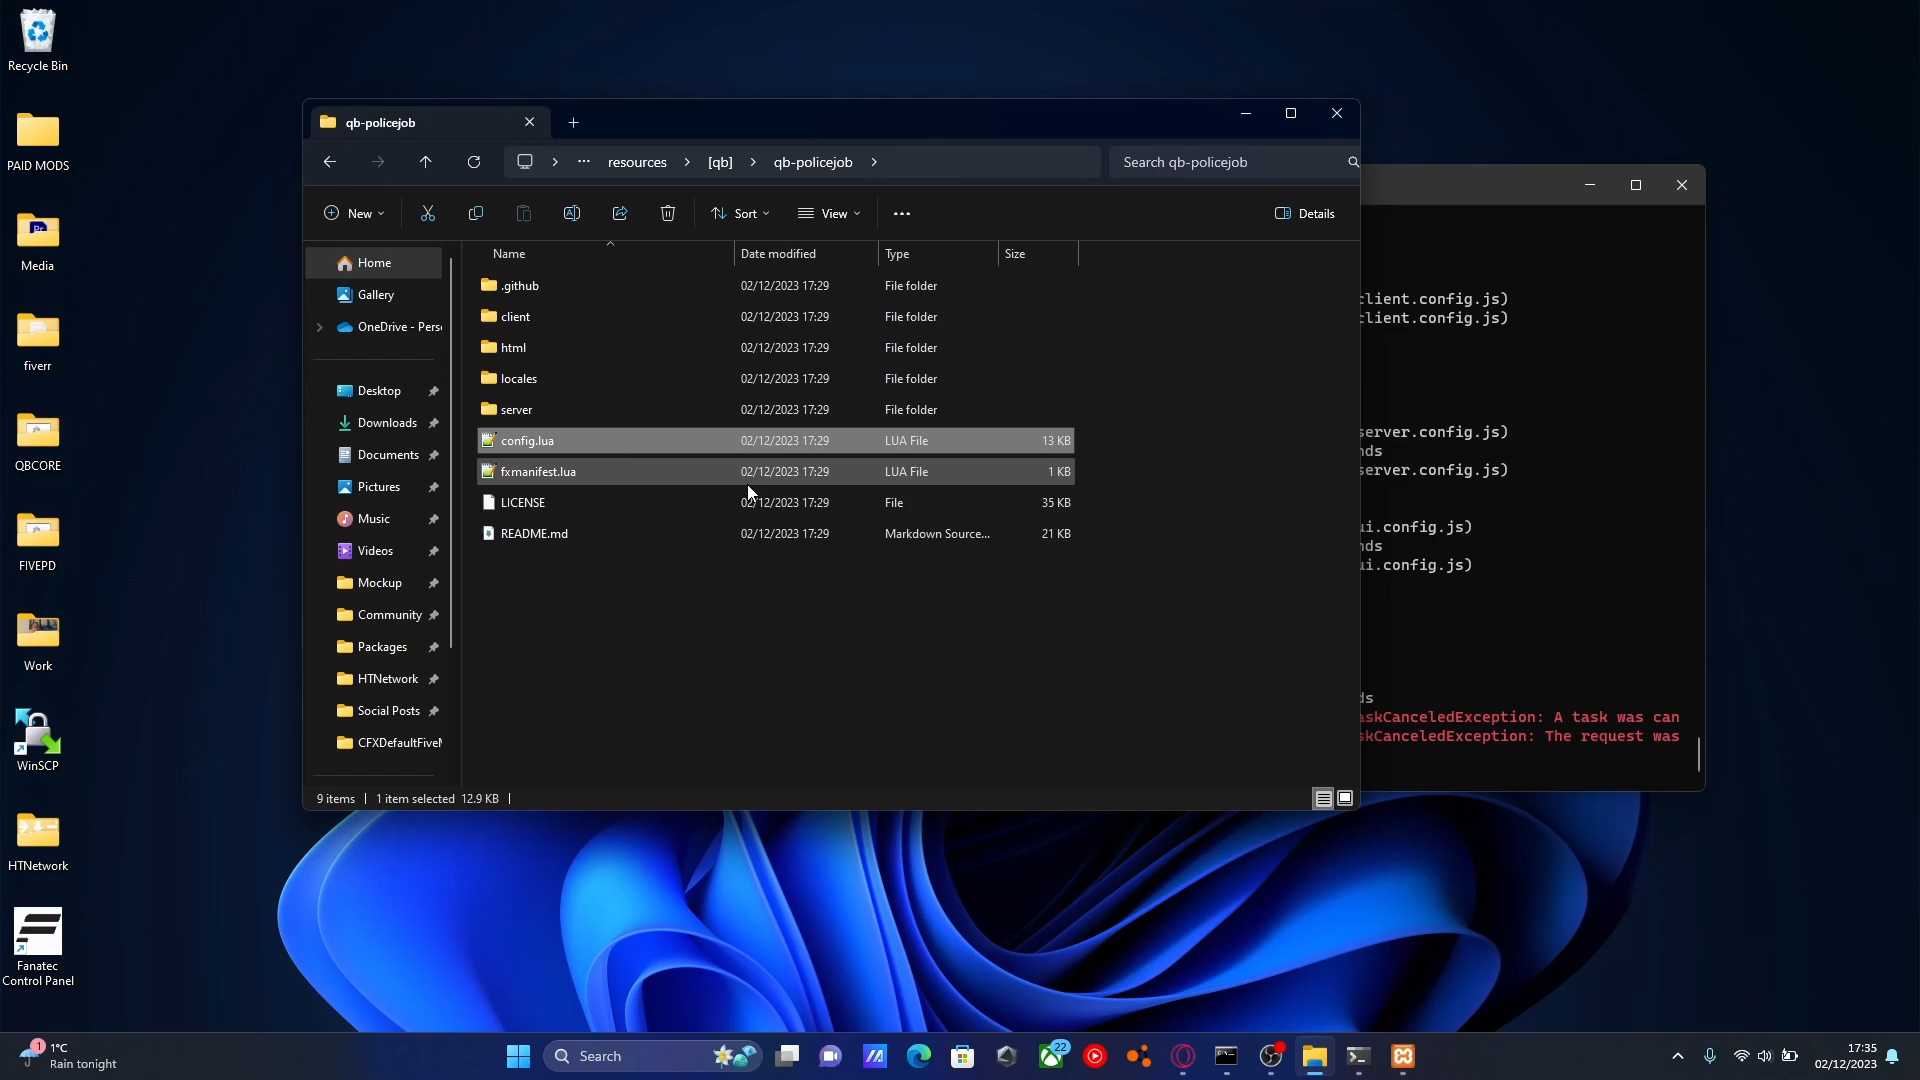 Recycle Bin
PAID MODS
Media
fiverr
QBCORE
FIVEPD
Work
WinSCP
HTNetwork
Fanatec
Control Panel
qb-policejob
resources
[qb]
qb-policejob
Search qb-policejob
New
Sort
View
Details
Home
Gallery
OneDrive - Pers
Desktop
Downloads
Documents
Pictures
Music
Videos
Mockup
Community
Packages
HTNetwork
Social Posts
CFXDefaultFive
Name Date modified Type Size
.github 02/12/2023 17:29 File folder
client 02/12/2023 17:29 File folder
html 02/12/2023 17:29 File folder
locales 02/12/2023 17:29 File folder
server 02/12/2023 17:29 File folder
config.lua 02/12/2023 17:29 LUA File 13 KB
fxmanifest.lua 02/12/2023 17:29 LUA File 1 KB
LICENSE 02/12/2023 17:29 File 35 KB
README.md 02/12/2023 17:29 Markdown Source... 21 KB
9 items 1 item selected 12.9 KB
client.config.js)
client.config.js)
server.config.js)
nds
server.config.js)
ui.config.js)
nds
ui.config.js)
ds
askCanceledException: A task was can
skCanceledException: The request was
1
1°C
Rain tonight
Search
22
17:35
02/12/2023